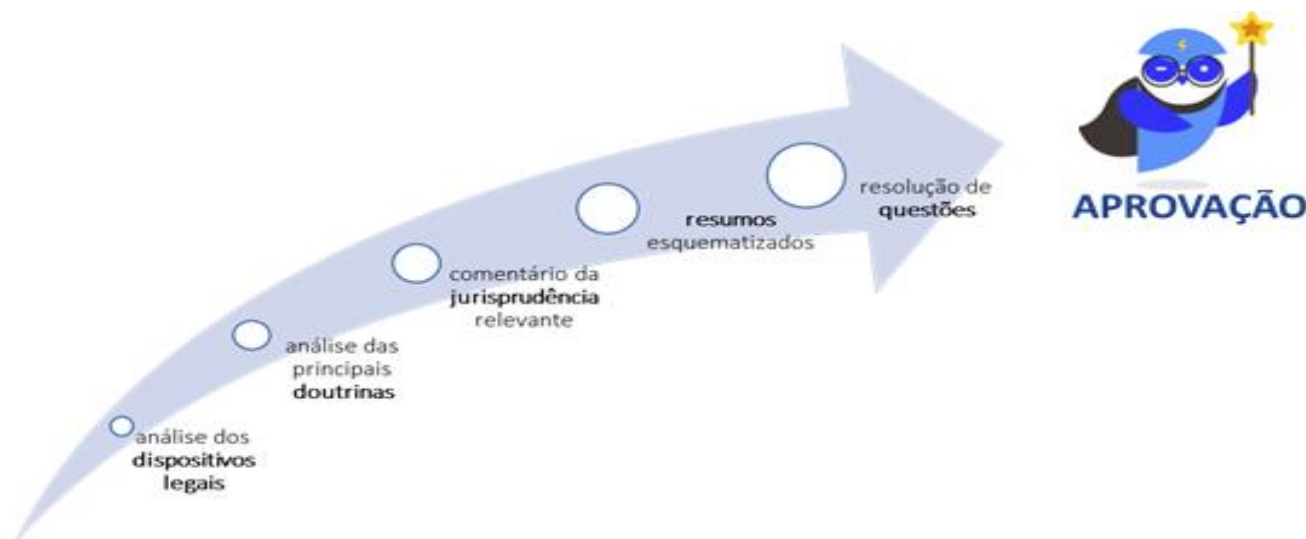 análise dos
dispositivos
legais
análise das
principais
doutrinas
comentário da
jurisprudência
relevante
resumos
esquematizados
resolução de
questões
APROVAÇÃO